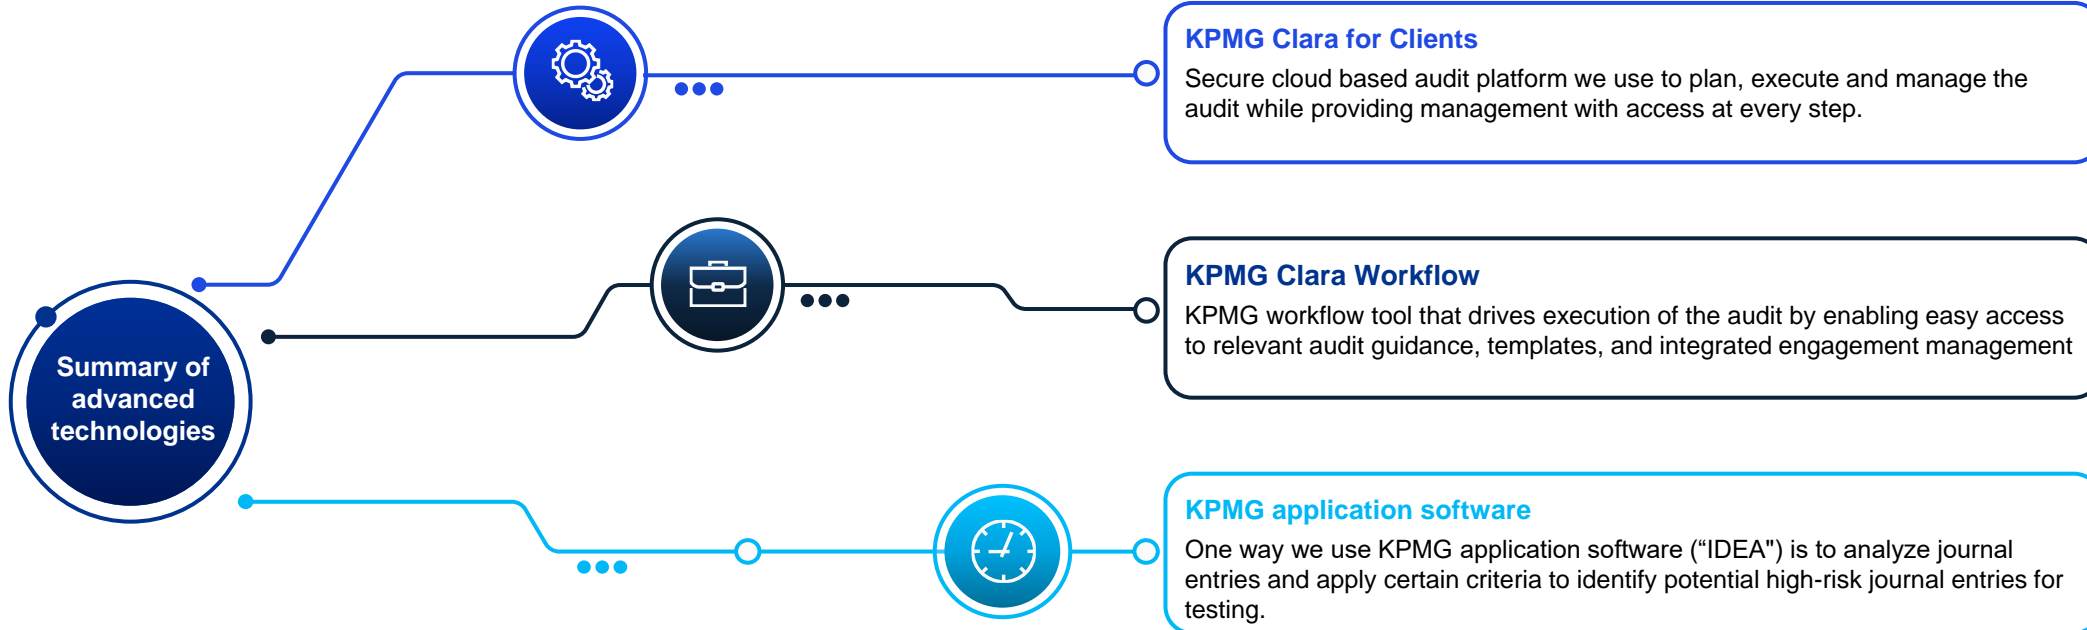 KPMG Clara for Clients
Secure cloud based audit platform we use to plan, execute and manage the
audit while providing management with access at every step.
KPMG Clara Workflow
KPMG workflow tool that drives execution of the audit by enabling easy access
to relevant audit guidance, templates, and integrated engagement management
Summary of
advanced
technologies
KPMG application software
One way we use KPMG application software (“IDEA") is to analyze journal
entries and apply certain criteria to identify potential high-risk journal entries for
testing.